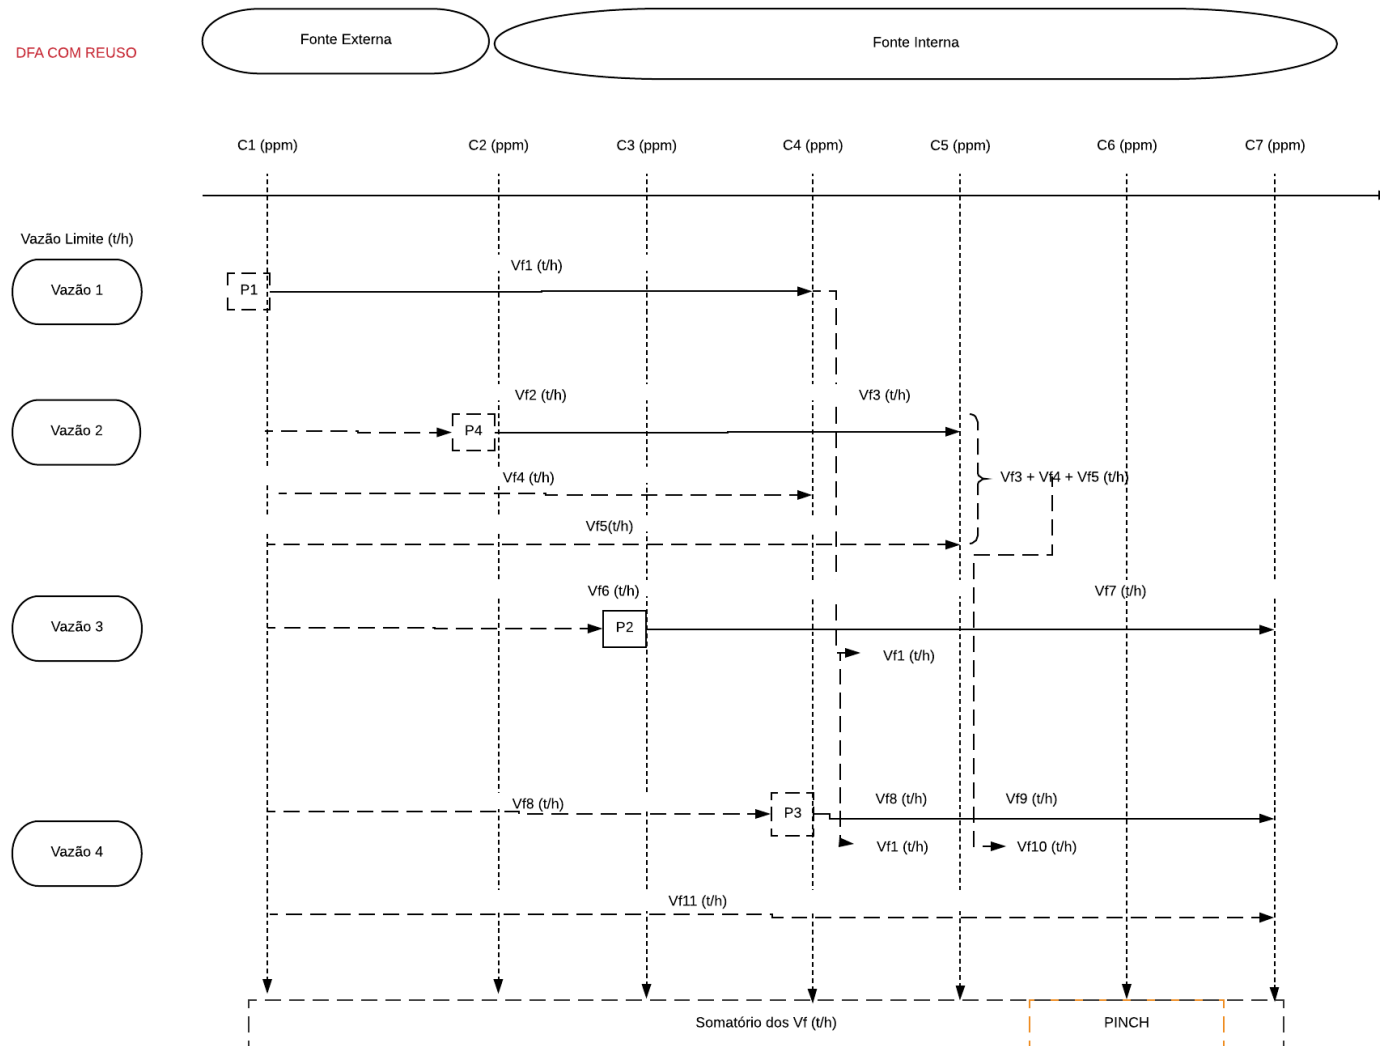 Fonte Externa
Fonte Interna
DFA COM REUSO
C1 (ppm)
C2 (ppm)
C3 (ppm)
C4 (ppm)
C5 (ppm)
C6 (ppm)
C7 (ppm)
Vazão Limite (t/h)
Vazão 1
P1
Vf1 (t/h)
Vazão 2
Vf2 (t/h)
Vf3 (t/h)
P4
Vf4 (t/h)
Vf3 + Vf4 + Vf5 (t/h)
Vf5(t/h)
Vf6 (t/h)
Vf7 (t/h)
Vazão 3
P2
Vf1 (t/h)
Vf8 (t/h)
P3
Vf8 (t/h)
Vf9 (t/h)
Vazão 4
Vf1 (t/h)
Vf10 (t/h)
Vf11 (t/h)
Somatório dos Vf (t/h)
PINCH